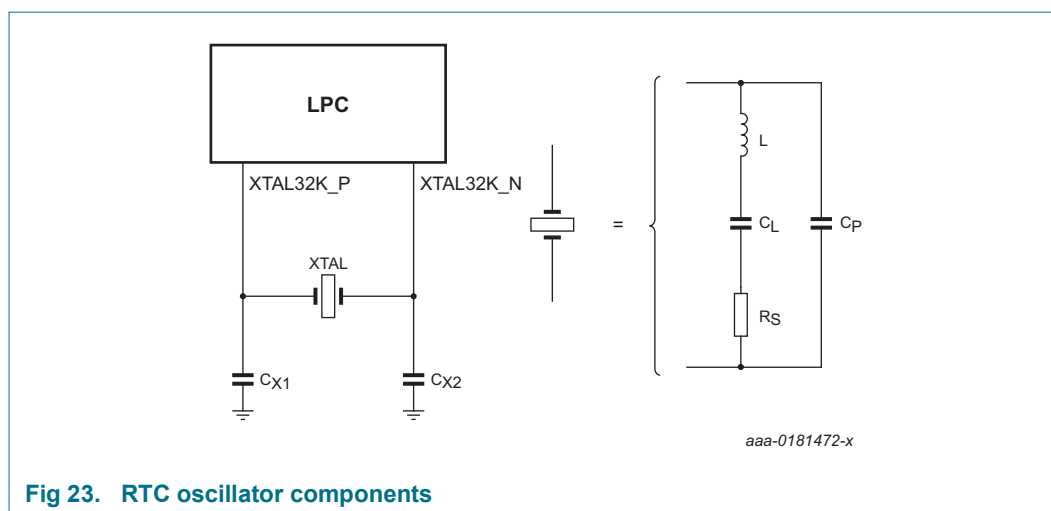 LPC
XTAL32K_P
XTAL32K_N
XTAL
CX1
CX2
=
L
CL
CP
RS
aaa-0181472-x
Fig 23. RTC oscillator components